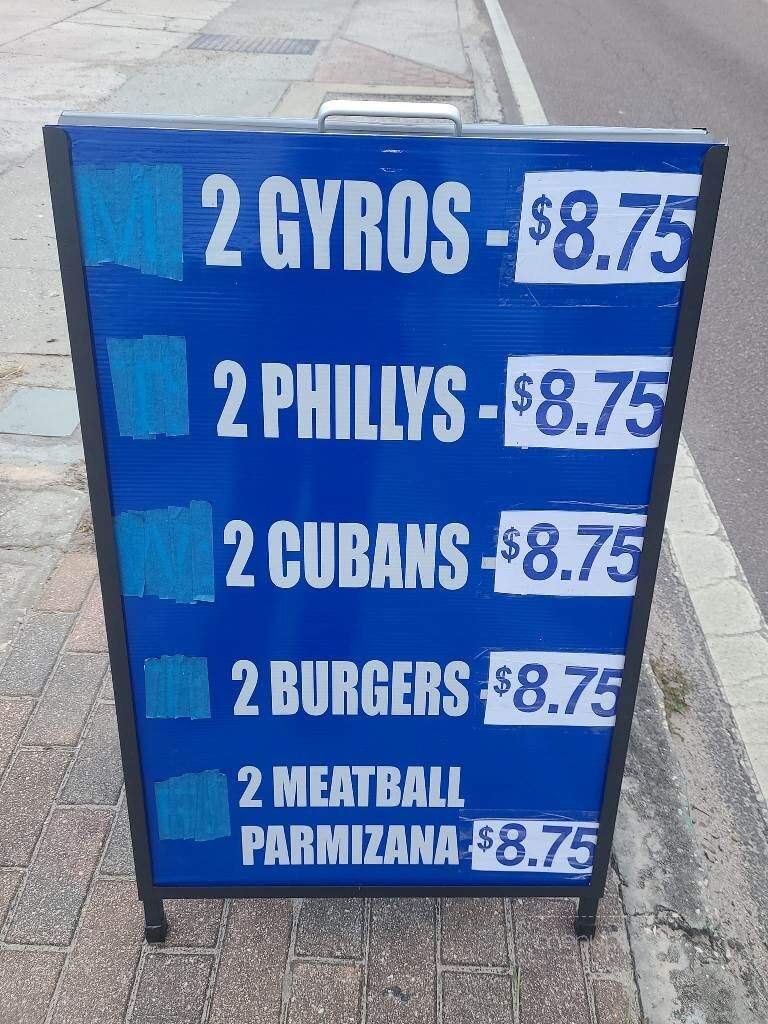 2 GYROS - $8.75
2 PHILLYS - $8.75
2 CUBANS - $8.75
2 BURGERS - $8.75
2 MEATBALL
PARMIZANA - $8.75